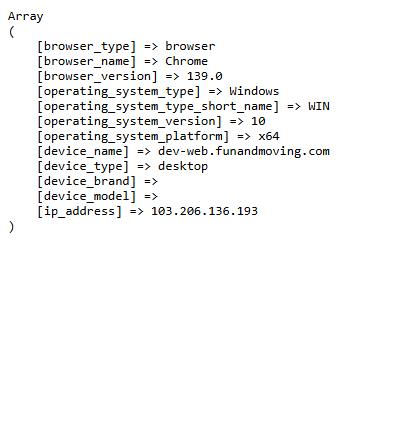 Array
(
    [browser_type] => browser
    [browser_name] => Chrome
    [browser_version] => 139.0
    [operating_system_type] => Windows
    [operating_system_type_short_name] => WIN
    [operating_system_version] => 10
    [operating_system_platform] => x64
    [device_name] => dev-web.funandmoving.com
    [device_type] => desktop
    [device_brand] =>
    [device_model] =>
    [ip_address] => 103.206.136.193
)